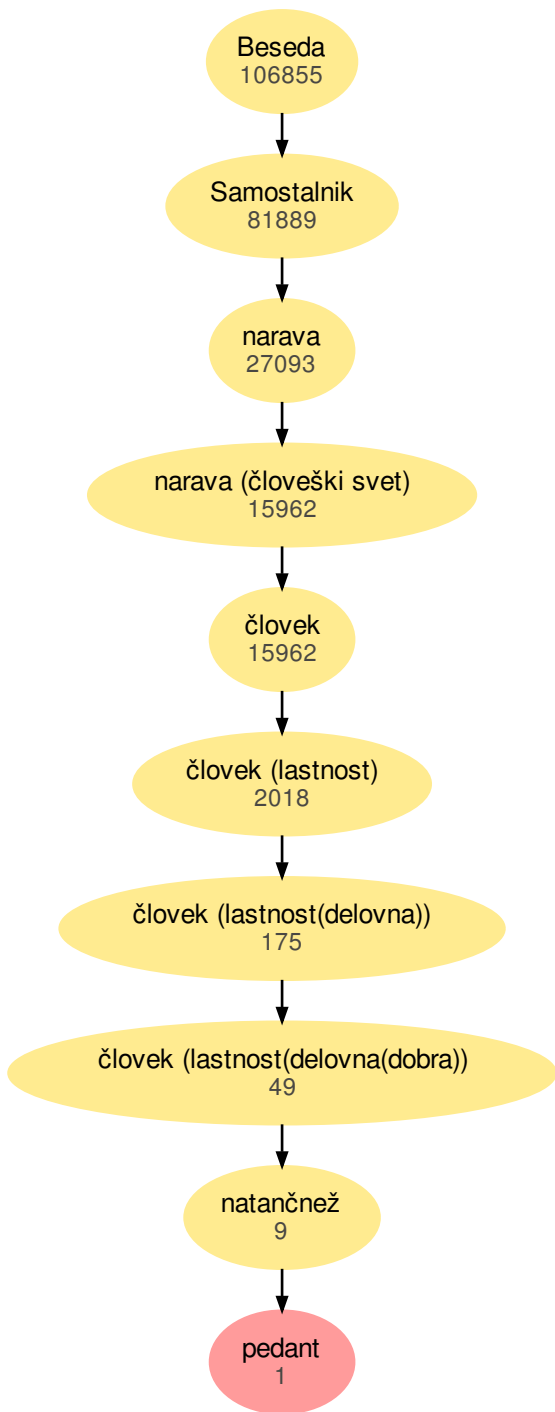 Beseda
106855
Samostalnik
81889
narava
27093
narava (človeški svet)
15962
človek
15962
človek (lastnost)
2018
človek (lastnost(delovna))
175
človek (lastnost(delovna(dobra))
49
natančnež
9
pedant
1